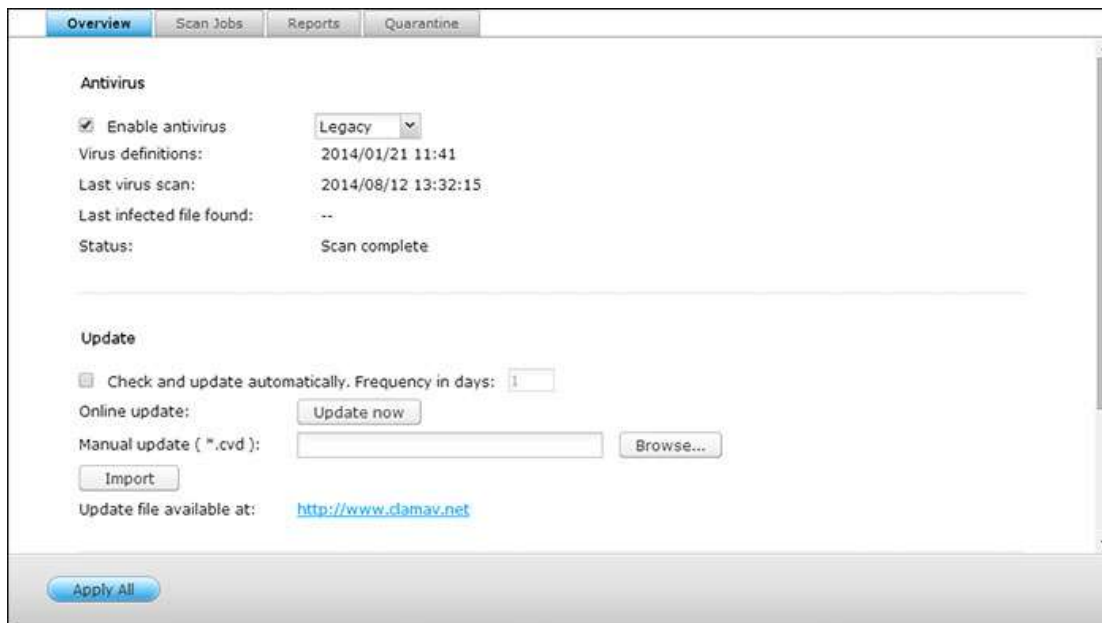 Overview Scan Jobs Reports Quarantine
Antivirus
Enable antivirus Legacy
Virus definitions: 2014/01/21 11:41
Last virus scan: 2014/08/12 13:32:15
Last infected file found: --
Status: Scan complete
Update
Check and update automatically. Frequency in days: 1
Online update: Update now
Manual update ( *.cvd ): Browse...
Import
Update file available at: http://www.clamav.net
Apply All